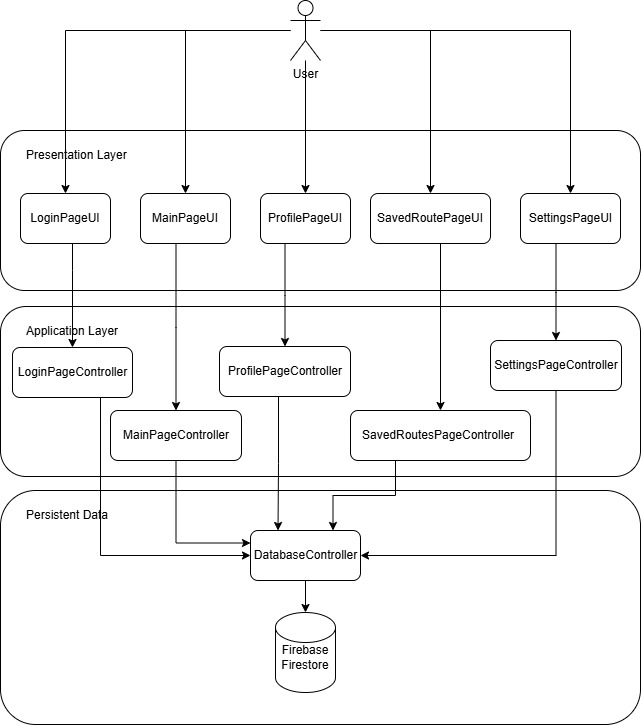 User
Presentation Layer
LoginPageUI
MainPageUI
ProfilePageUI
SavedRoutePageUI
SettingsPageUI
Application Layer
LoginPageController
ProfilePageController
SettingsPageController
MainPageController
SavedRoutesPageController
Persistent Data
DatabaseController
Firebase
Firestore